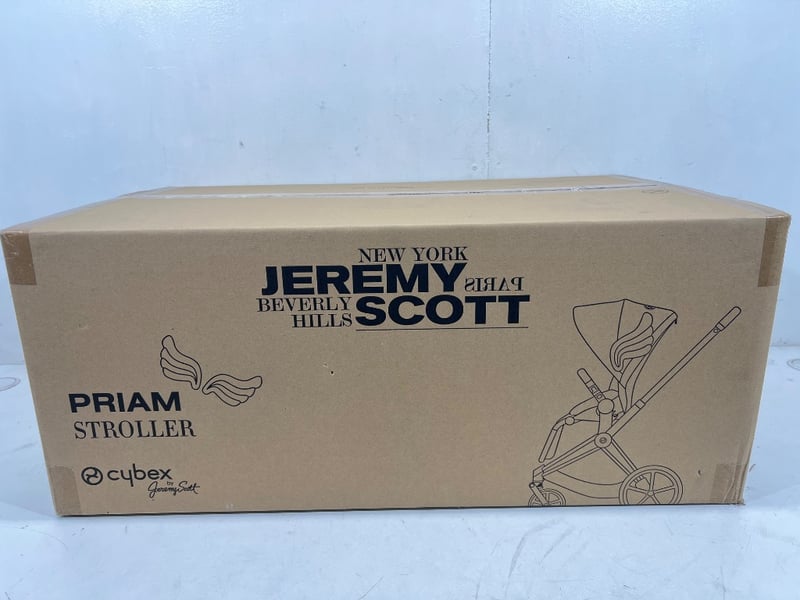 NEW YORK
JEREMY PARIS
BEVERLY SCOTT
HILLS
PRIAM
STROLLER
cybex
by
Jeremy Scott